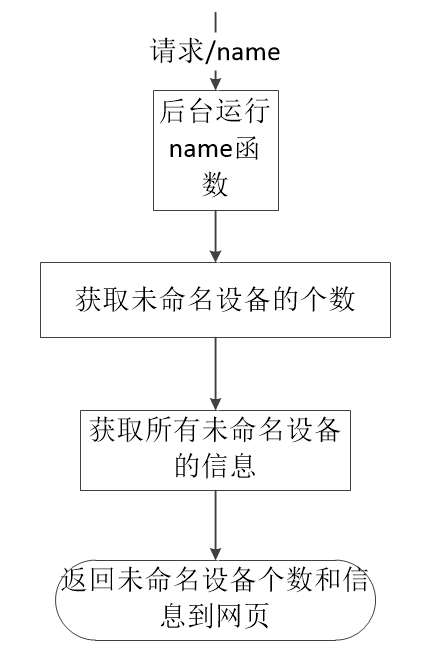 请求/name
后台运行
name函
数
获取未命名设备的个数
获取所有未命名设备
的信息
返回未命名设备个数和信
息到网页